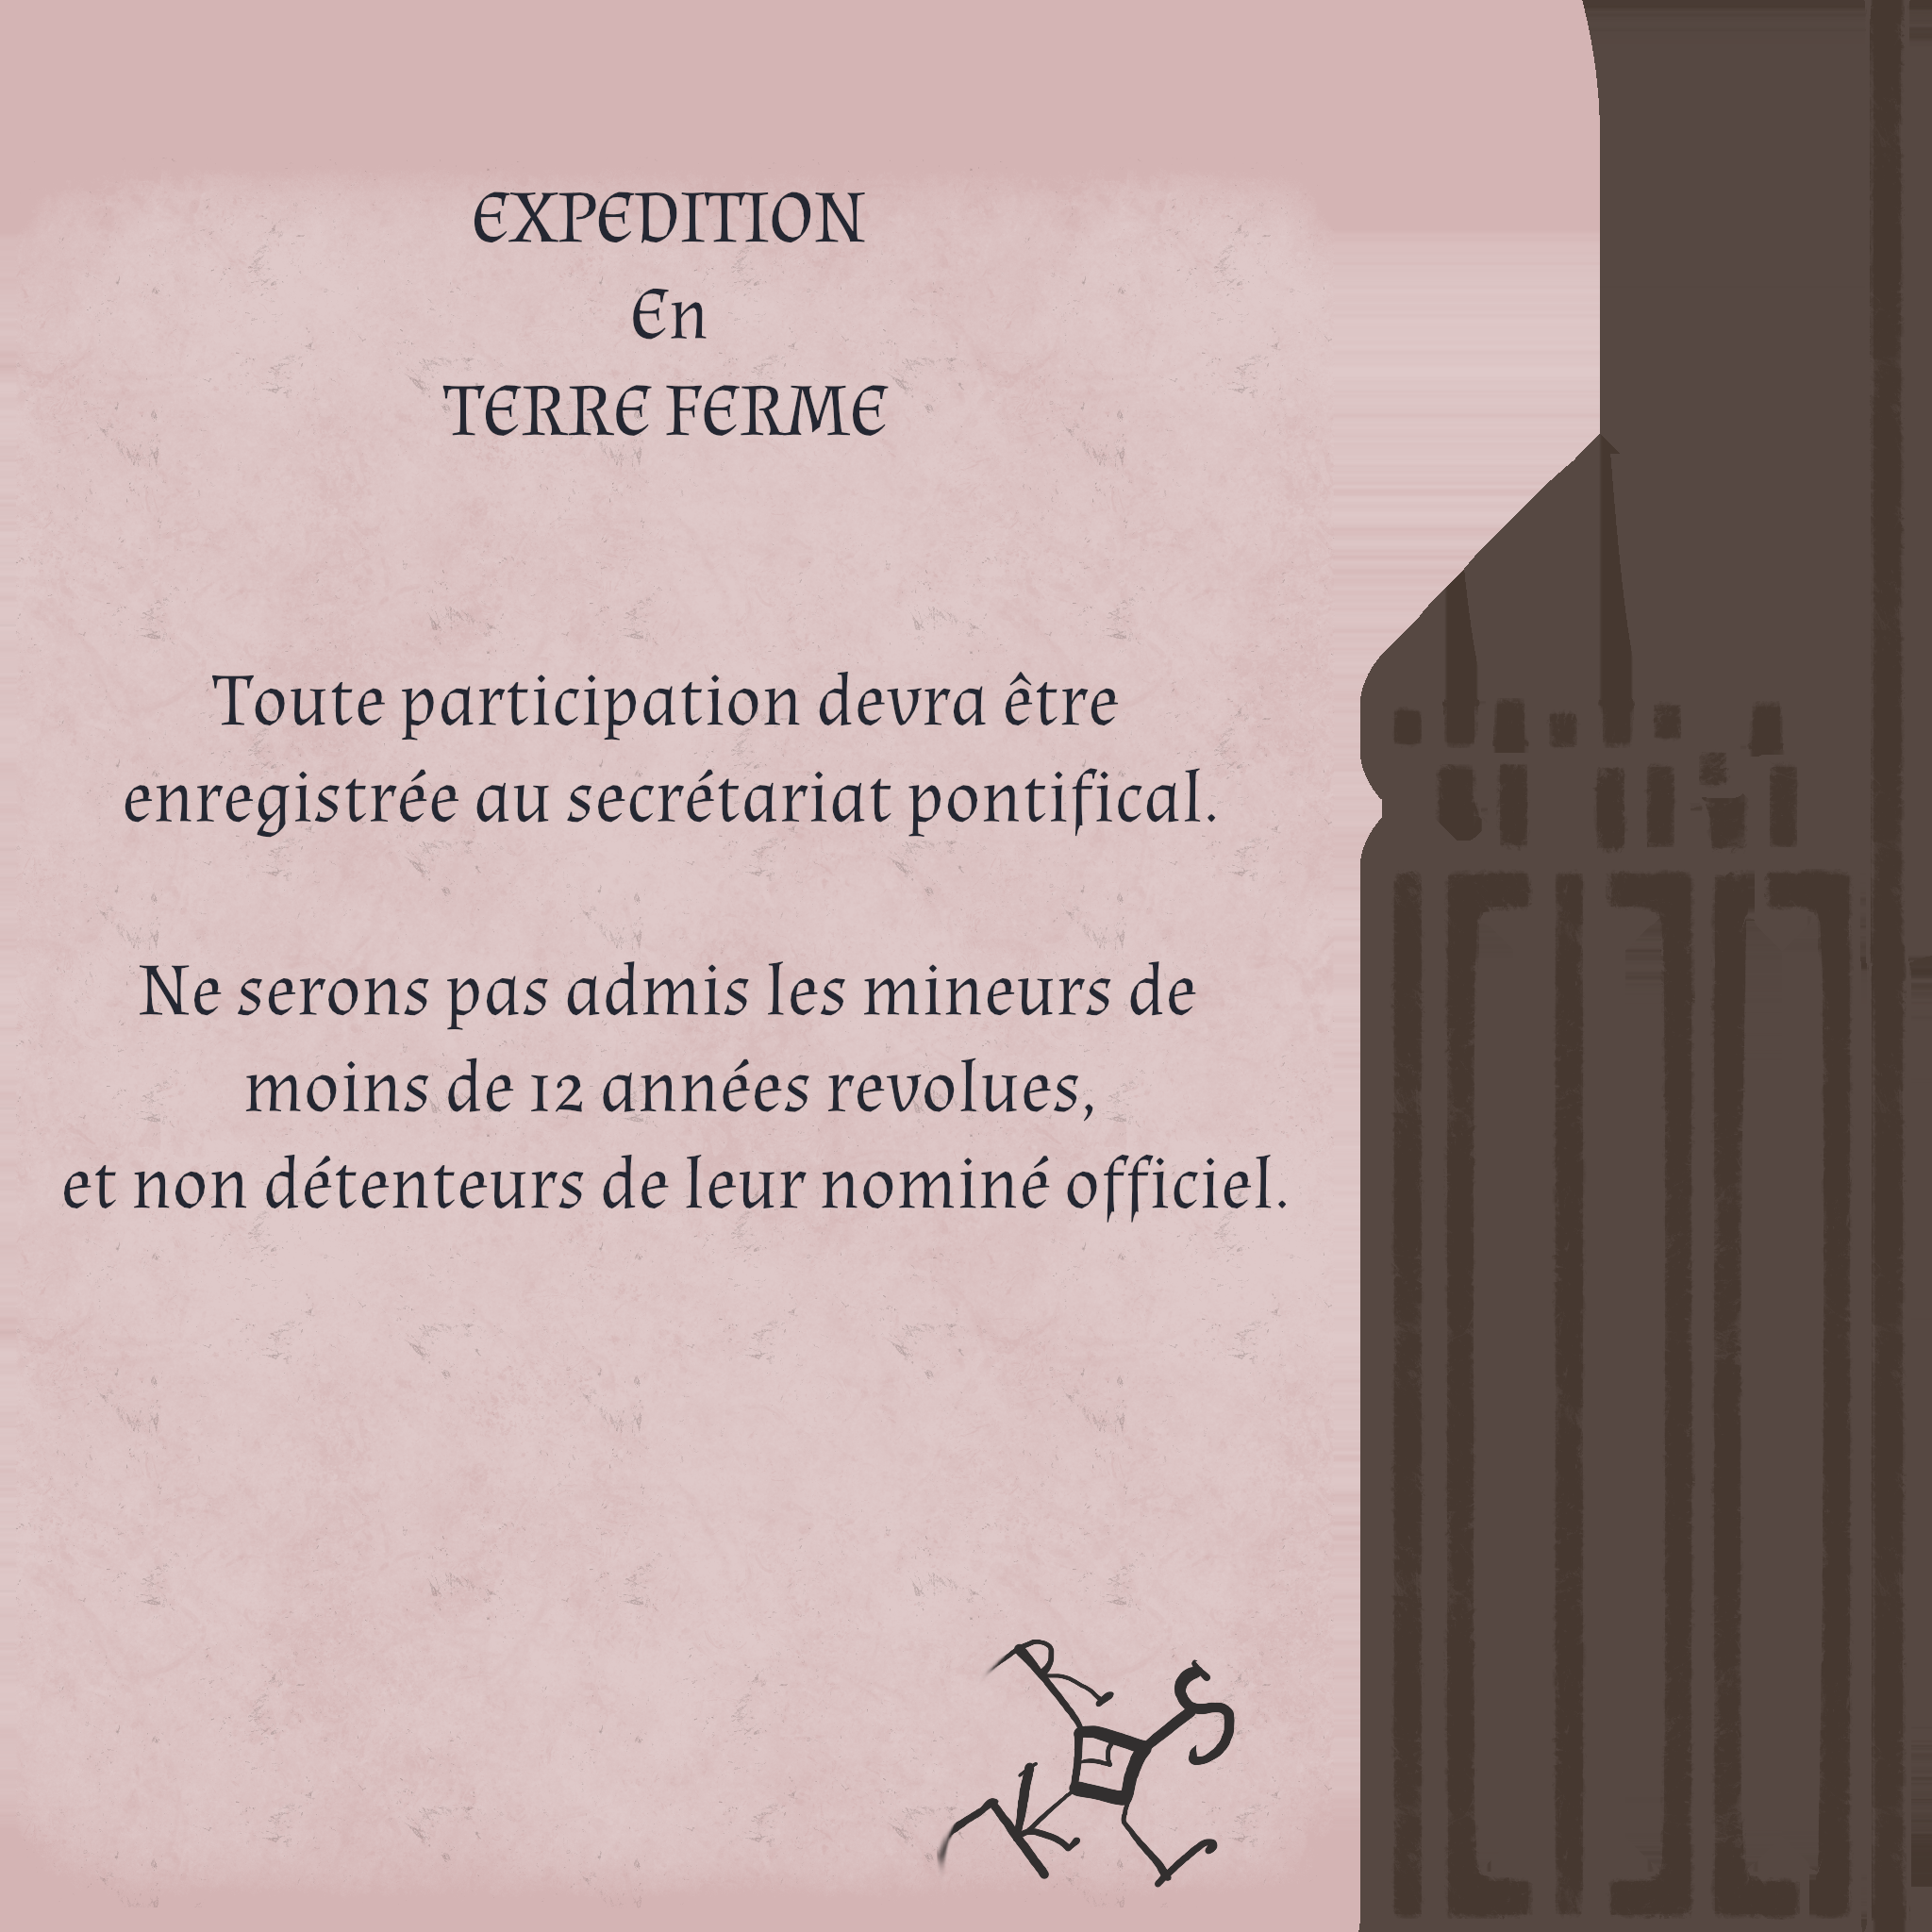 EXPEDITION
En
TERRE FERME
Toute participation devra être
enregistrée au secrétariat pontifical.
Ne serons pas admis les mineurs de
moins de 12 années revolues,
et non détenteurs de leur nominé officiel.